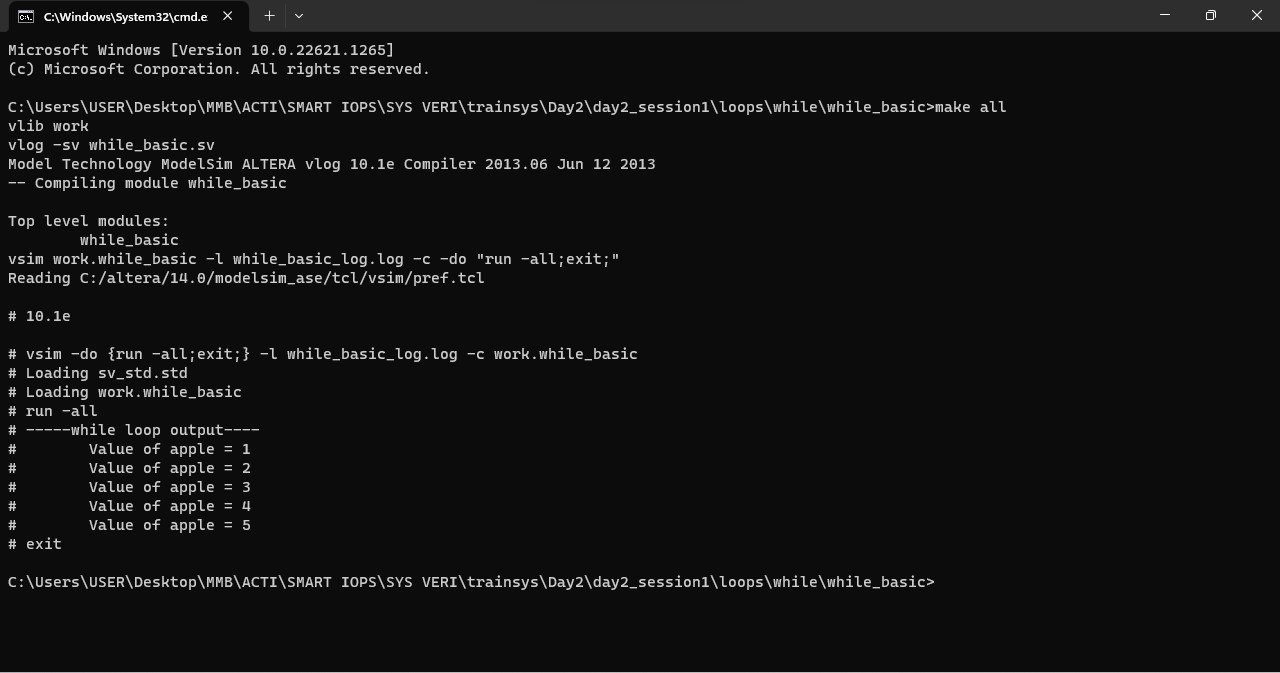 C:\Windows\System32\cmd.e
Microsoft Windows [Version 10.0.22621.1265]
(c) Microsoft Corporation. All rights reserved.
C:\Users\USER\Desktop\MMB\ACTI\SMART IOPS\SYS VERI\trainsys\Day2\day2_session1\loops\while\while_basic>make all
vlib work
vlog -sv while_basic.sv
Model Technology ModelSim ALTERA vlog 10.1e Compiler 2013.06 Jun 12 2013
-- Compiling module while_basic
Top level modules:
while_basic
vsim work.while_basic -l while_basic_log.log -c -do "run -all;exit;"
Reading C:/altera/14.0/modelsim_ase/tcl/vsim/pref.tcl
# 10.1e
# vsim -do {run -all;exit;} -l while_basic_log.log -c work.while_basic
# Loading sv_std.std
# Loading work.while_basic
# run -all
# -----while loop output----
#        Value of apple = 1
#        Value of apple = 2
#        Value of apple = 3
#        Value of apple = 4
#        Value of apple = 5
# exit
C:\Users\USER\Desktop\MMB\ACTI\SMART IOPS\SYS VERI\trainsys\Day2\day2_session1\loops\while\while_basic>